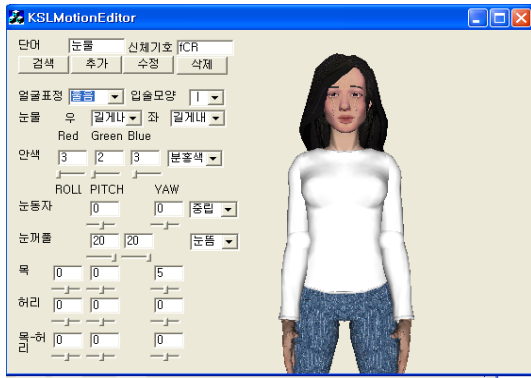 KSLMotionEditor
단어 눈물 신체기호 fCR
검색 추가 수정 삭제
얼굴표정 슬픔 입술모양 ㅣ
눈물 우 길게내 좌 길게내
Red Green Blue
안색 3 2 3 분홍색
ROLL PITCH YAW
눈동자 0 0 중립
눈꺼풀 20 20 눈뜸
목 0 0 5
허리 0 0 0
목-허 0 0 0
리